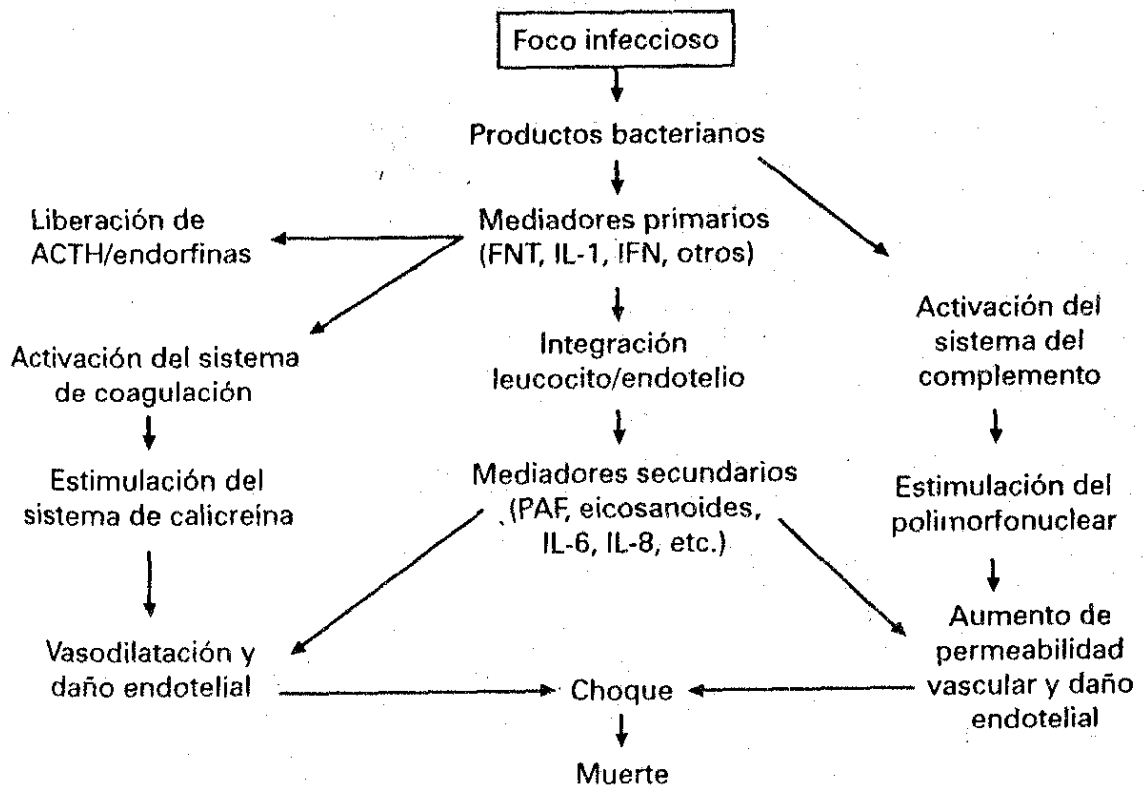 Foco infeccioso
Productos bacterianos
Liberación de
ACTH/endorfinas
Mediadores primarios
(FNT, IL-1, IFN, otros)
Activación del
sistema del
complemento
Activación del sistema
de coagulación
Integración
leucocito/endotelio
Estimulación del
sistema de calicreína
Mediadores secundarios
(PAF, eicosanoides,
IL-6, IL-8, etc.)
Estimulación del
polimorfonuclear
Vasodilatación y
daño endotelial
Aumento de
permeabilidad
vascular y daño
endotelial
Choque
Muerte